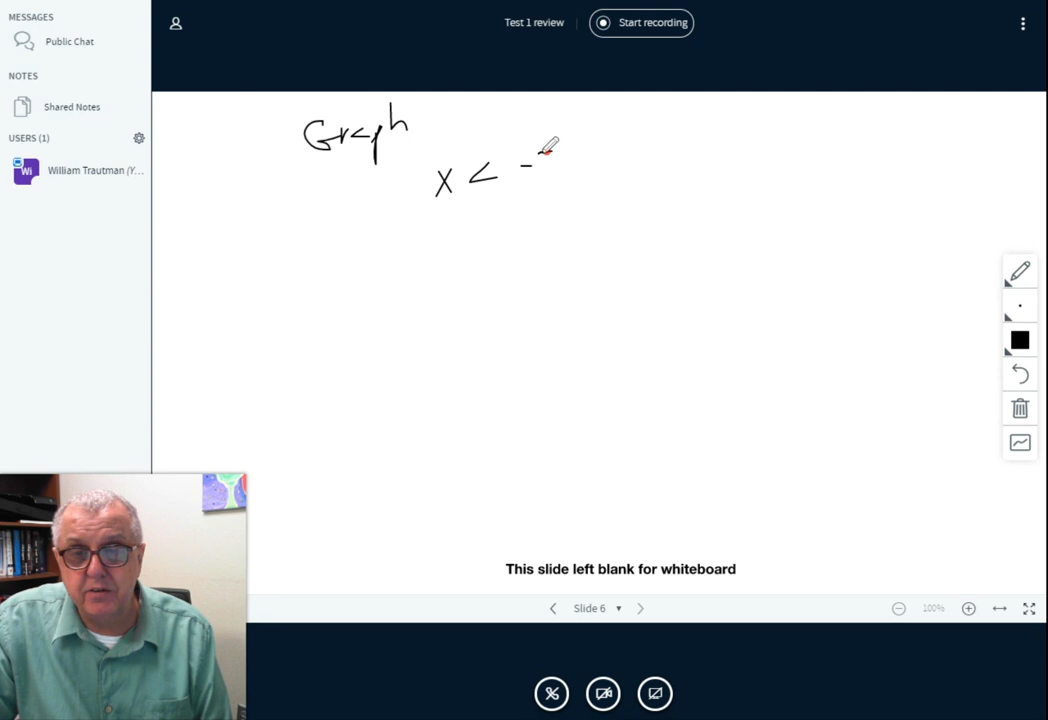 MESSAGES
Public Chat
NOTES
Shared Notes
USERS (1)
Wi William Trautman (Y...
Test 1 review
Start recording
Graph
x < -
This slide left blank for whiteboard
Slide 6
100%